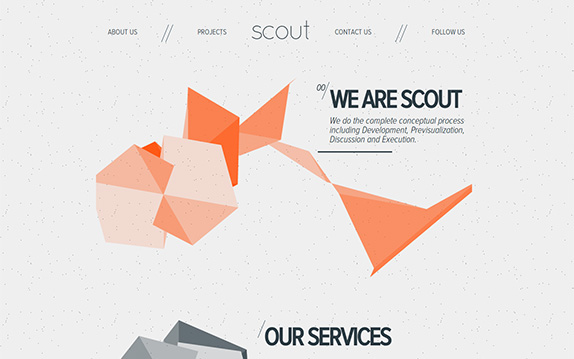 ABOUT US // PROJECTS scout CONTACT US // FOLLOW US
00/ WE ARE SCOUT
We do the complete conceptual process
including Development, Previsualization,
Discussion and Execution.
/ OUR SERVICES